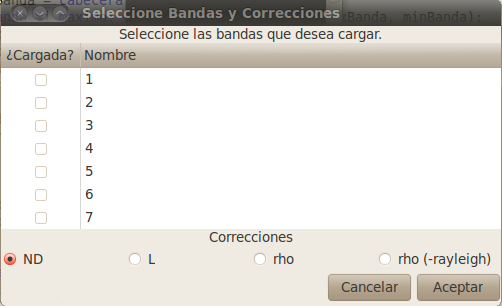 Seleccione Bandas y Correcciones
Seleccione las bandas que desea cargar.
¿Cargada? Nombre
1
2
3
4
5
6
7
Correcciones
ND L rho rho (-rayleigh)
Cancelar Aceptar